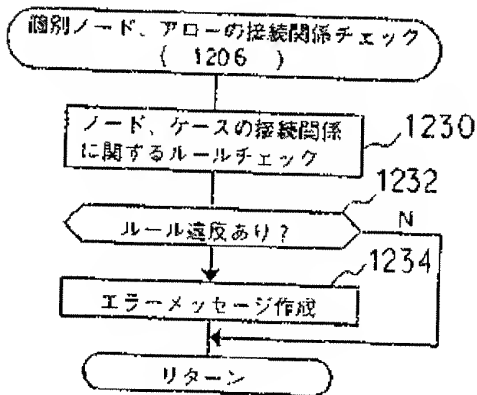 個別ノード、アローの接続関係チェック
( 1206 )
ノード、ケースの接続関係
に関するルールチェック
1230
1232
ルール違反あり？
N
1234
エラーメッセージ作成
リターン